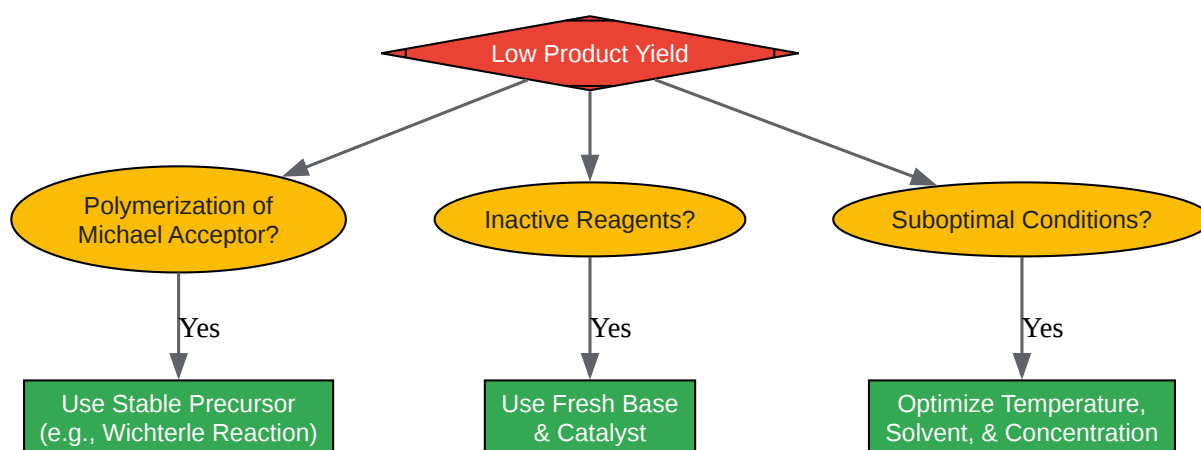 Low Product Yield
Polymerization of
Michael Acceptor?
Inactive Reagents?
Suboptimal Conditions?
Yes
Yes
Yes
Use Stable Precursor
(e.g., Wichterle Reaction)
Use Fresh Base
& Catalyst
Optimize Temperature,
Solvent, & Concentration